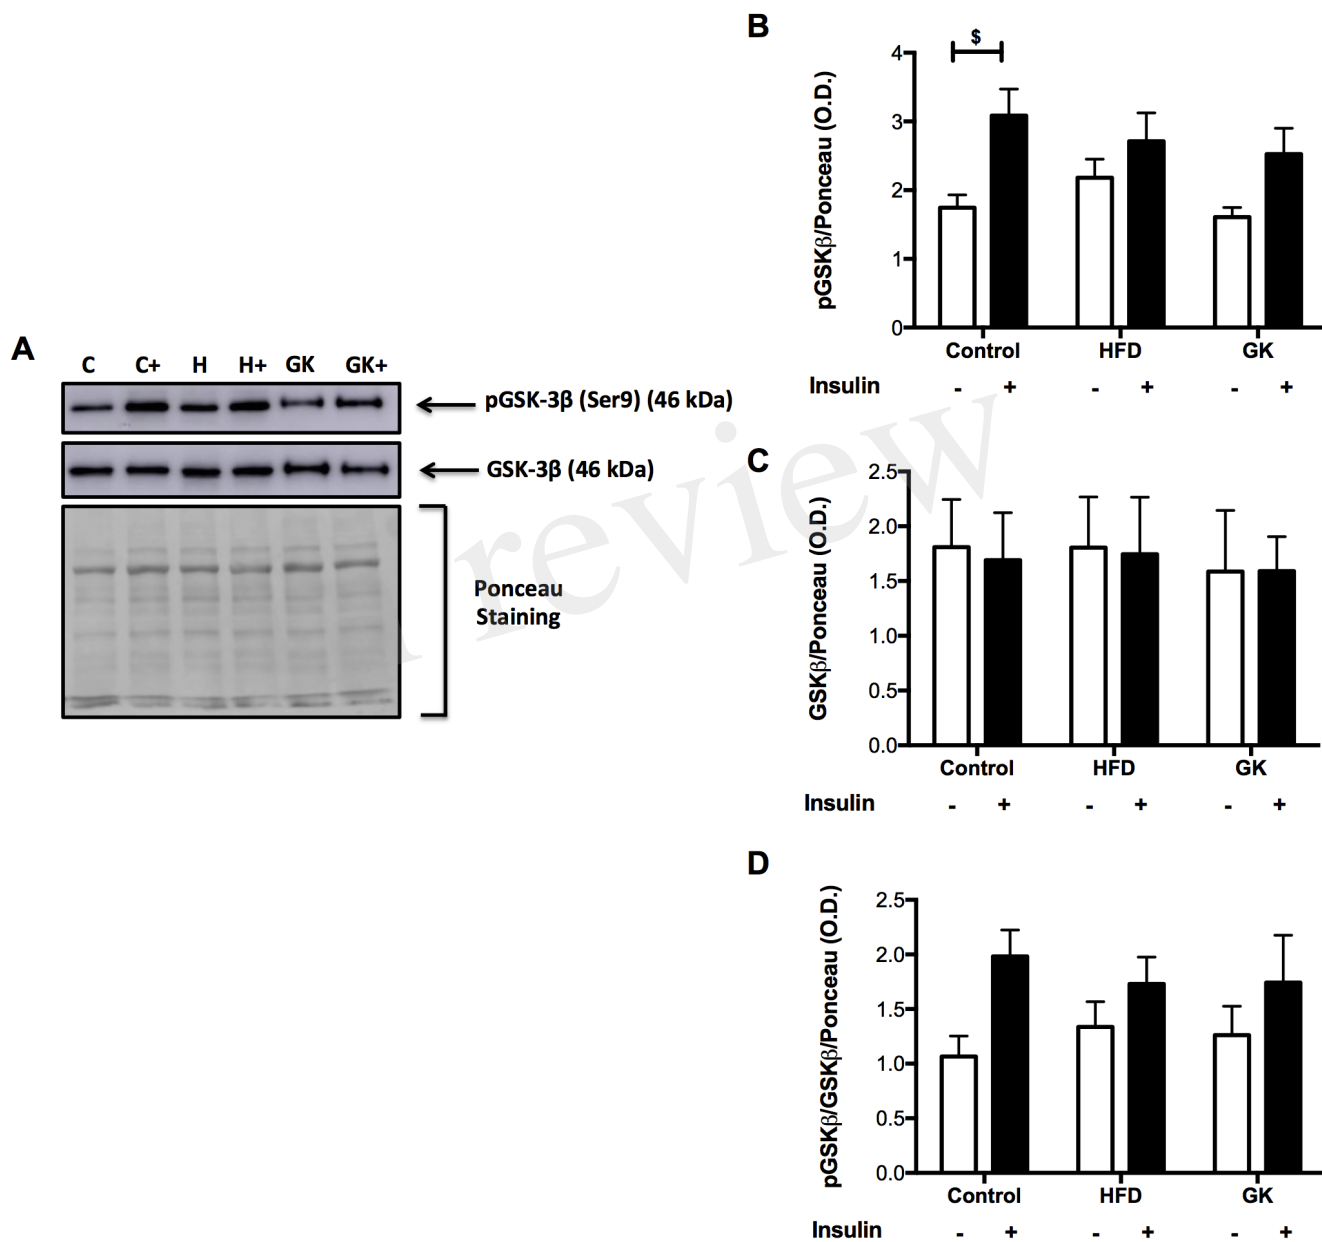 A
C C+ H H+ GK GK+
pGSK-3β (Ser9) (46 kDa)
GSK-3β (46 kDa)
Ponceau
Staining
B
$
pGSKβ/Ponceau (O.D.)
4
3
2
1
0
Control HFD GK
Insulin - + - + - +
C
GSKβ/Ponceau (O.D.)
2.5
2.0
1.5
1.0
0.5
0.0
Control HFD GK
Insulin - + - + - +
D
pGSKβ/GSKβ/Ponceau (O.D.)
2.5
2.0
1.5
1.0
0.5
0.0
Control HFD GK
Insulin - + - + - +
review